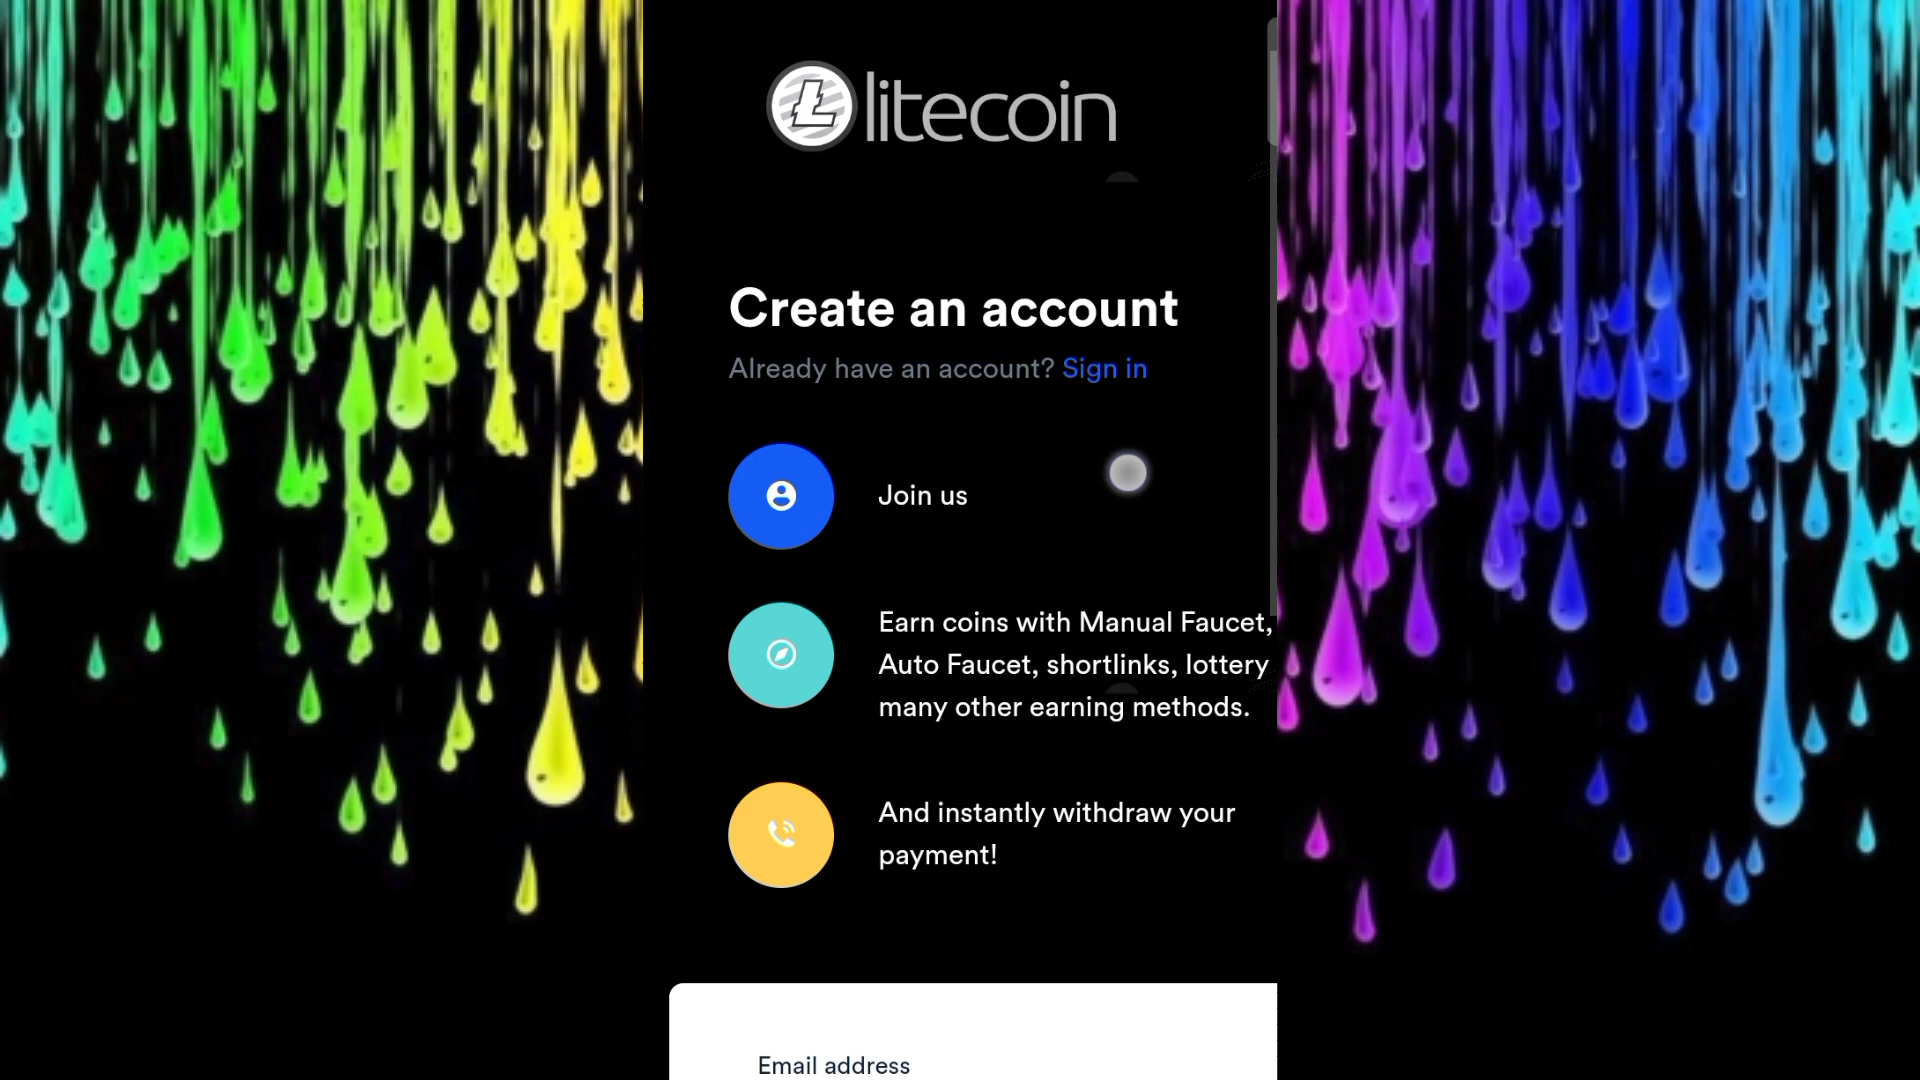 litecoin
Create an account
Already have an account? Sign in
Join us
Earn coins with Manual Faucet,
Auto Faucet, shortlinks, lottery
many other earning methods.
And instantly withdraw your
payment!
Email address